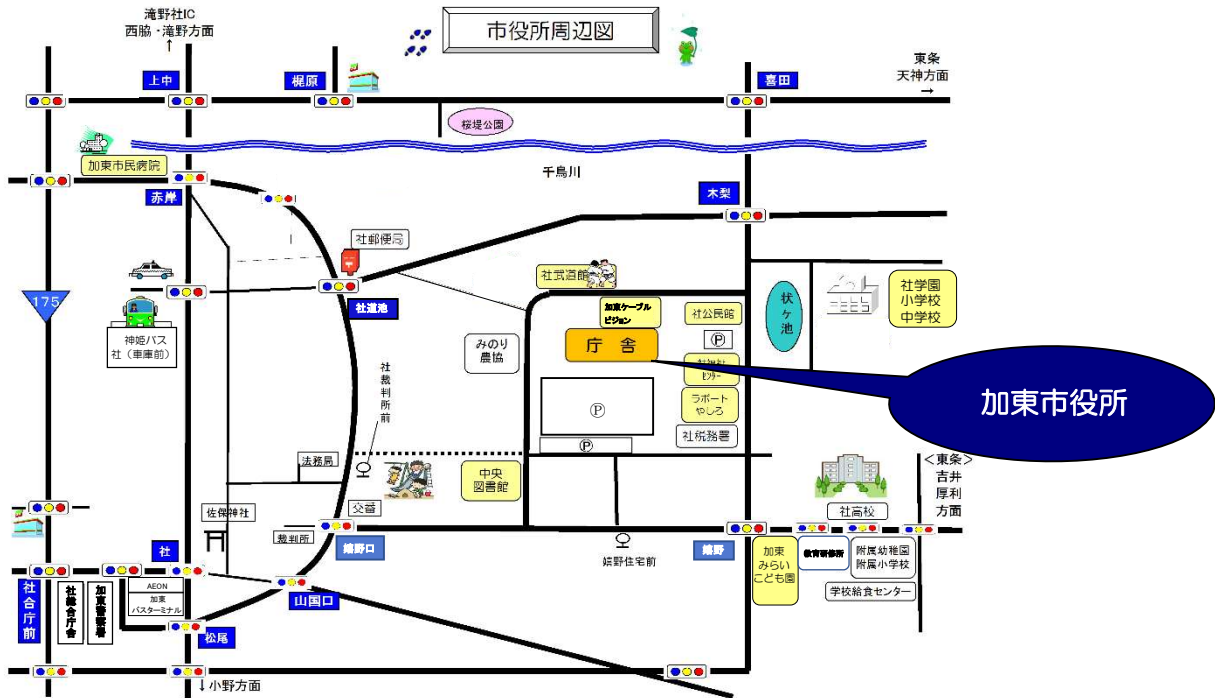 滝野社IC
西脇・滝野方面
↑
市役所周辺図
東条
天神方面
→
上中
梶原
喜田
桜堤公園
加東市民病院
千鳥川
赤岸
木梨
社郵便局
社武道館
社学園
小学校
中学校
175
社道池
加東ケーブル
ビジョン
社公民館
状ヶ池
庁舎
Ⓟ
神姫バス
社(車庫前)
みのり
農協
社裁判所前
センター
加東市役所
ラポート
やしろ
Ⓟ
社税務署
Ⓟ
法務局
中央
図書館
<東条>
吉井
厚利
方面
交番
社高校
佐保神社
裁判所
嬉野口
嬉野住宅前
嬉野
加東
みらい
こども園
教育研修所
附属幼稚園
附属小学校
学校給食センター
社
AEON
加東
バスターミナル
山国口
社合庁前
社総合庁舎
加東警察署
松尾
↓小野方面